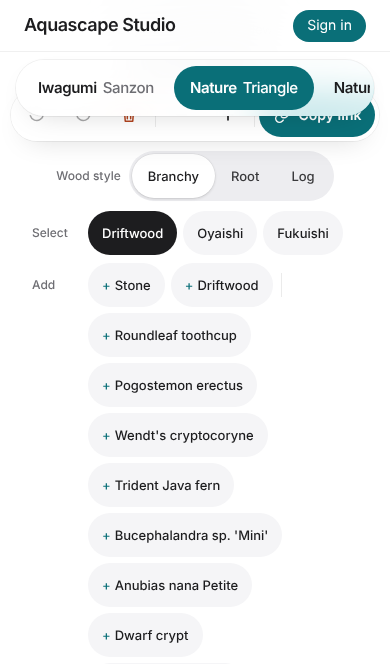 Aquascape Studio
Sign in
Iwagumi Sanzon
Nature Triangle
Copy link
Wood style
Branchy
Root
Log
Select
Driftwood
Oyaishi
Fukuishi
Add
+ Stone
+ Driftwood
+ Roundleaf toothcup
+ Pogostemon erectus
+ Wendt's cryptocoryne
+ Trident Java fern
+ Bucephalandra sp. 'Mini'
+ Anubias nana Petite
+ Dwarf crypt